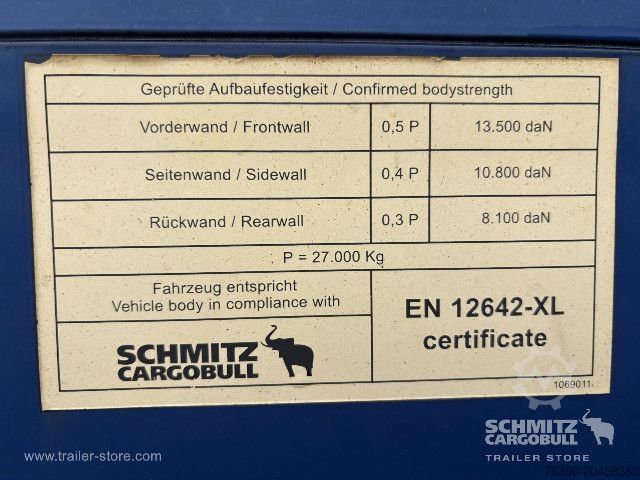 Geprüfte Aufbaufestigkeit / Confirmed bodystrength
Vorderwand / Frontwall 0,5 P 13.500 daN
Seitenwand / Sidewall 0,4 P 10.800 daN
Rückwand / Rearwall 0,3 P 8.100 daN
P = 27.000 Kg
Fahrzeug entspricht
Vehicle body in compliance with
SCHMITZ
CARGOBULL
EN 12642-XL
certificate
1069011.
SCHMITZ
CARGOBULL
TRAILER STORE
www.trailer-store.com
76390-20458380